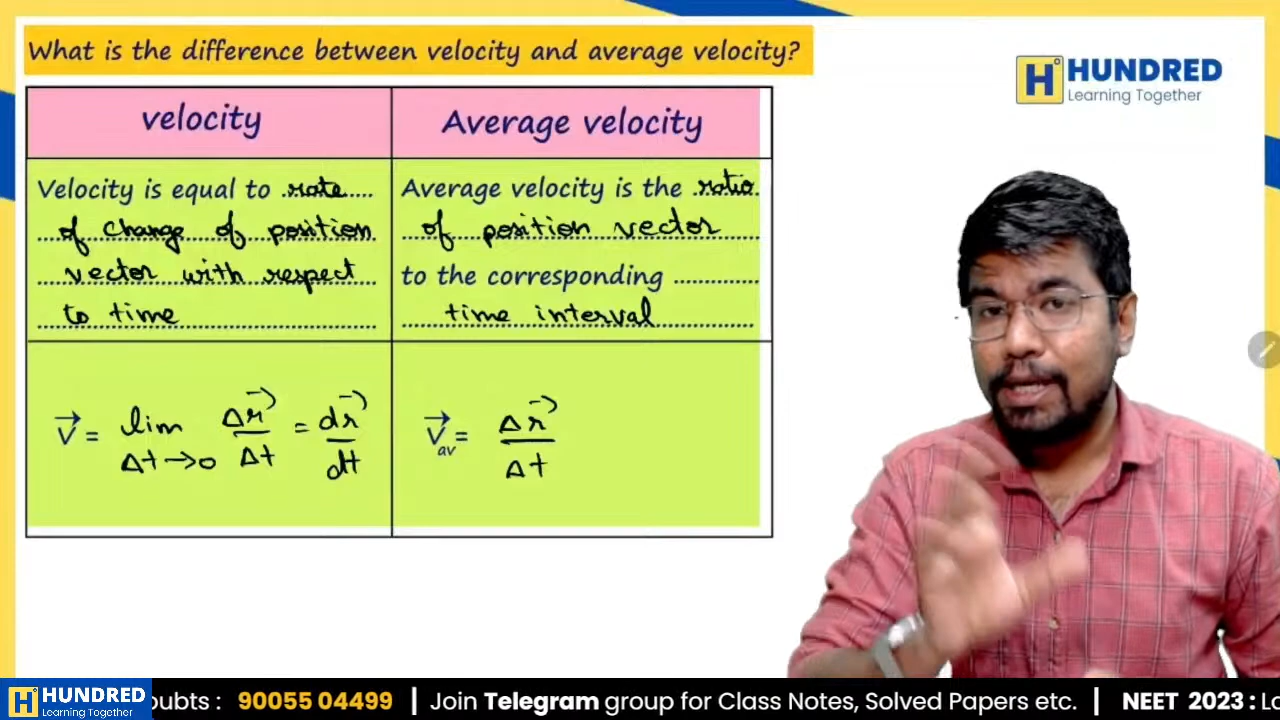 What is the difference between velocity and average velocity?
H° HUNDRED
Learning Together
velocity
Average velocity
Velocity is equal to rate
of change of position
vector with respect
to time
Average velocity is the ratio
of position vector
to the corresponding
time interval
V⃗ = lim Δt→0 Δr⃗/Δt = dr⃗/dt
V⃗av = Δr⃗/Δt
H° HUNDRED
Learning Together
oubts : 90055 04499 | Join Telegram group for Class Notes, Solved Papers etc. | NEET 2023 : La